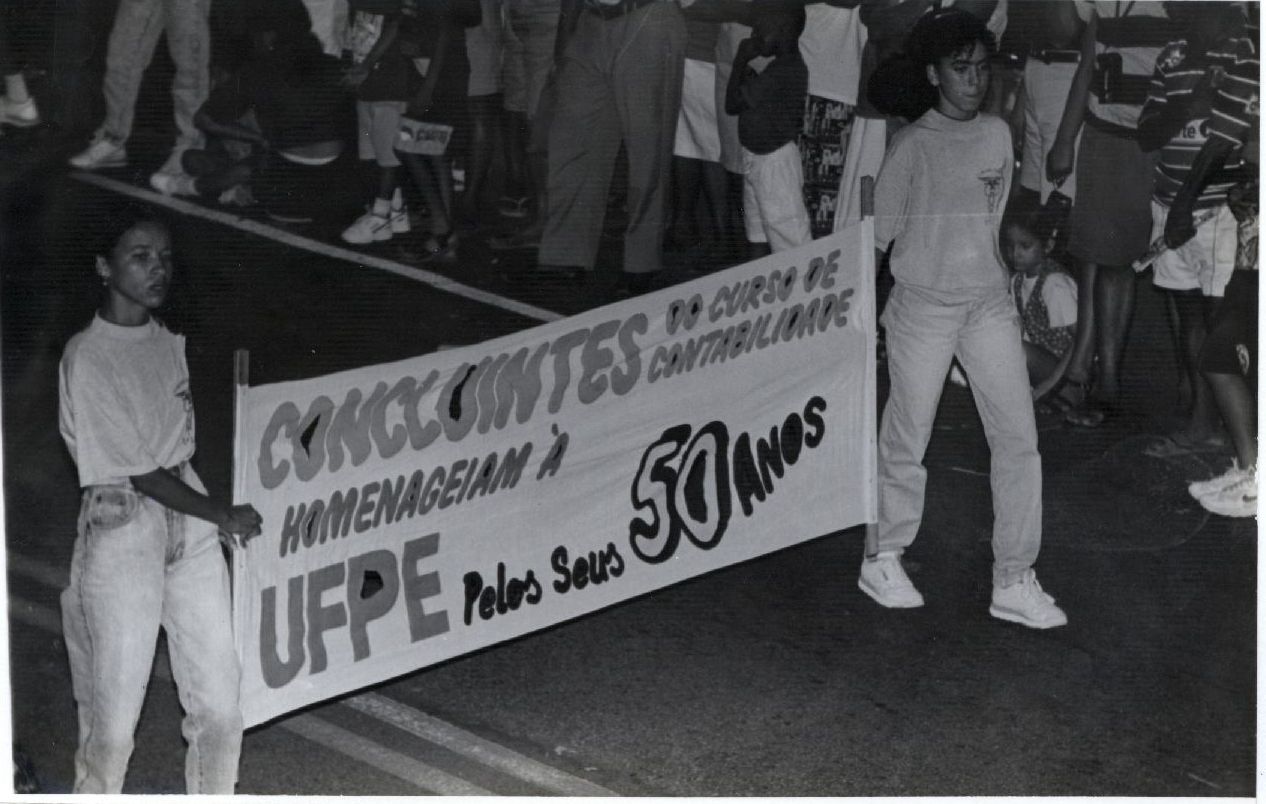 CONCLUINTES DO CURSO DE
CONTABILIDADE
HOMENAGEIAM À
UFPE Pelos Seus 50 ANOS